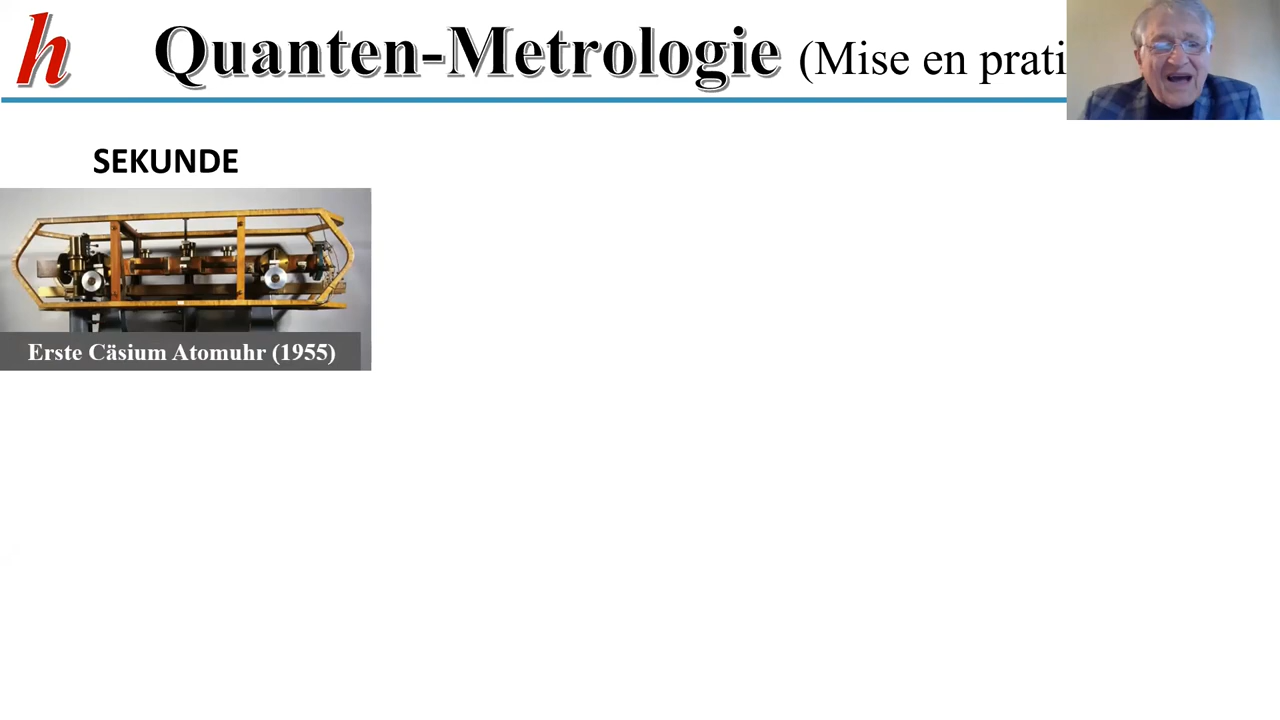 h Quanten-Metrologie (Mise en prati
SEKUNDE
Erste Cäsium Atomuhr (1955)